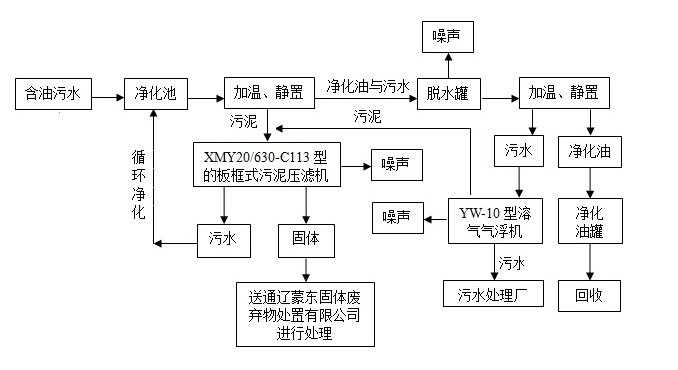 噪声
含油污水
净化池
加温、静置
净化油与污水
脱水罐
加温、静置
污泥
污泥
循环净化
XMY20/630-C113 型
的板框式污泥压滤机
噪声
污水
净化油
噪声
YW-10 型溶
气气浮机
净化
油罐
污水
固体
污水
送通辽蒙东固体废
弃物处置有限公司
进行处理
污水处理厂
回收